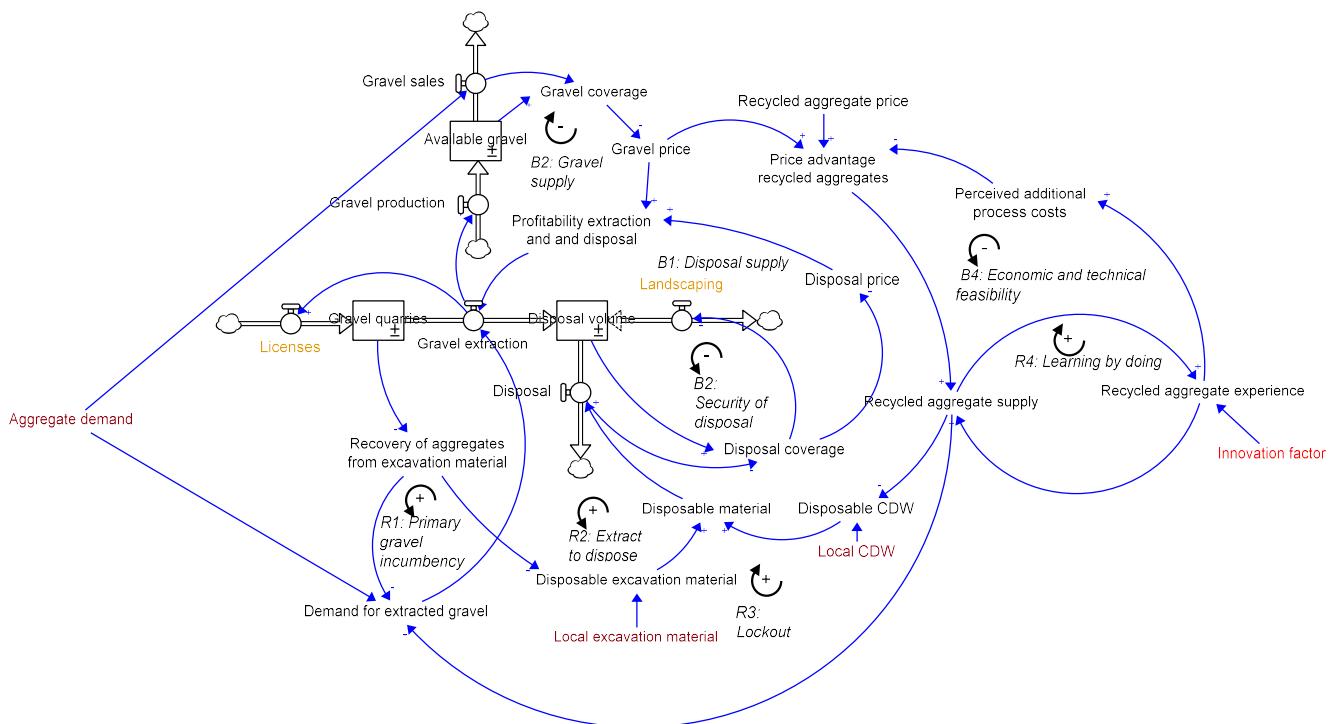 Gravel sales
Gravel coverage
Recycled aggregate price
Available gravel
B2: Gravel
supply
Gravel price
Price advantage
recycled aggregates
Gravel production
Perceived additional
process costs
Profitability extraction
and and disposal
B1: Disposal supply
Landscaping
Disposal price
B4: Economic and technical
feasibility
Gravel quarries
Disposal volume
Licenses
Gravel extraction
R4: Learning by doing
Disposal
B2:
Security of
disposal
Recycled aggregate supply
Recycled aggregate experience
Aggregate demand
Recovery of aggregates
from excavation material
Disposal coverage
Innovation factor
R1: Primary
gravel
incumbency
R2: Extract
to dispose
Disposable material
Disposable CDW
Local CDW
Disposable excavation material
Demand for extracted gravel
R3:
Lockout
Local excavation material